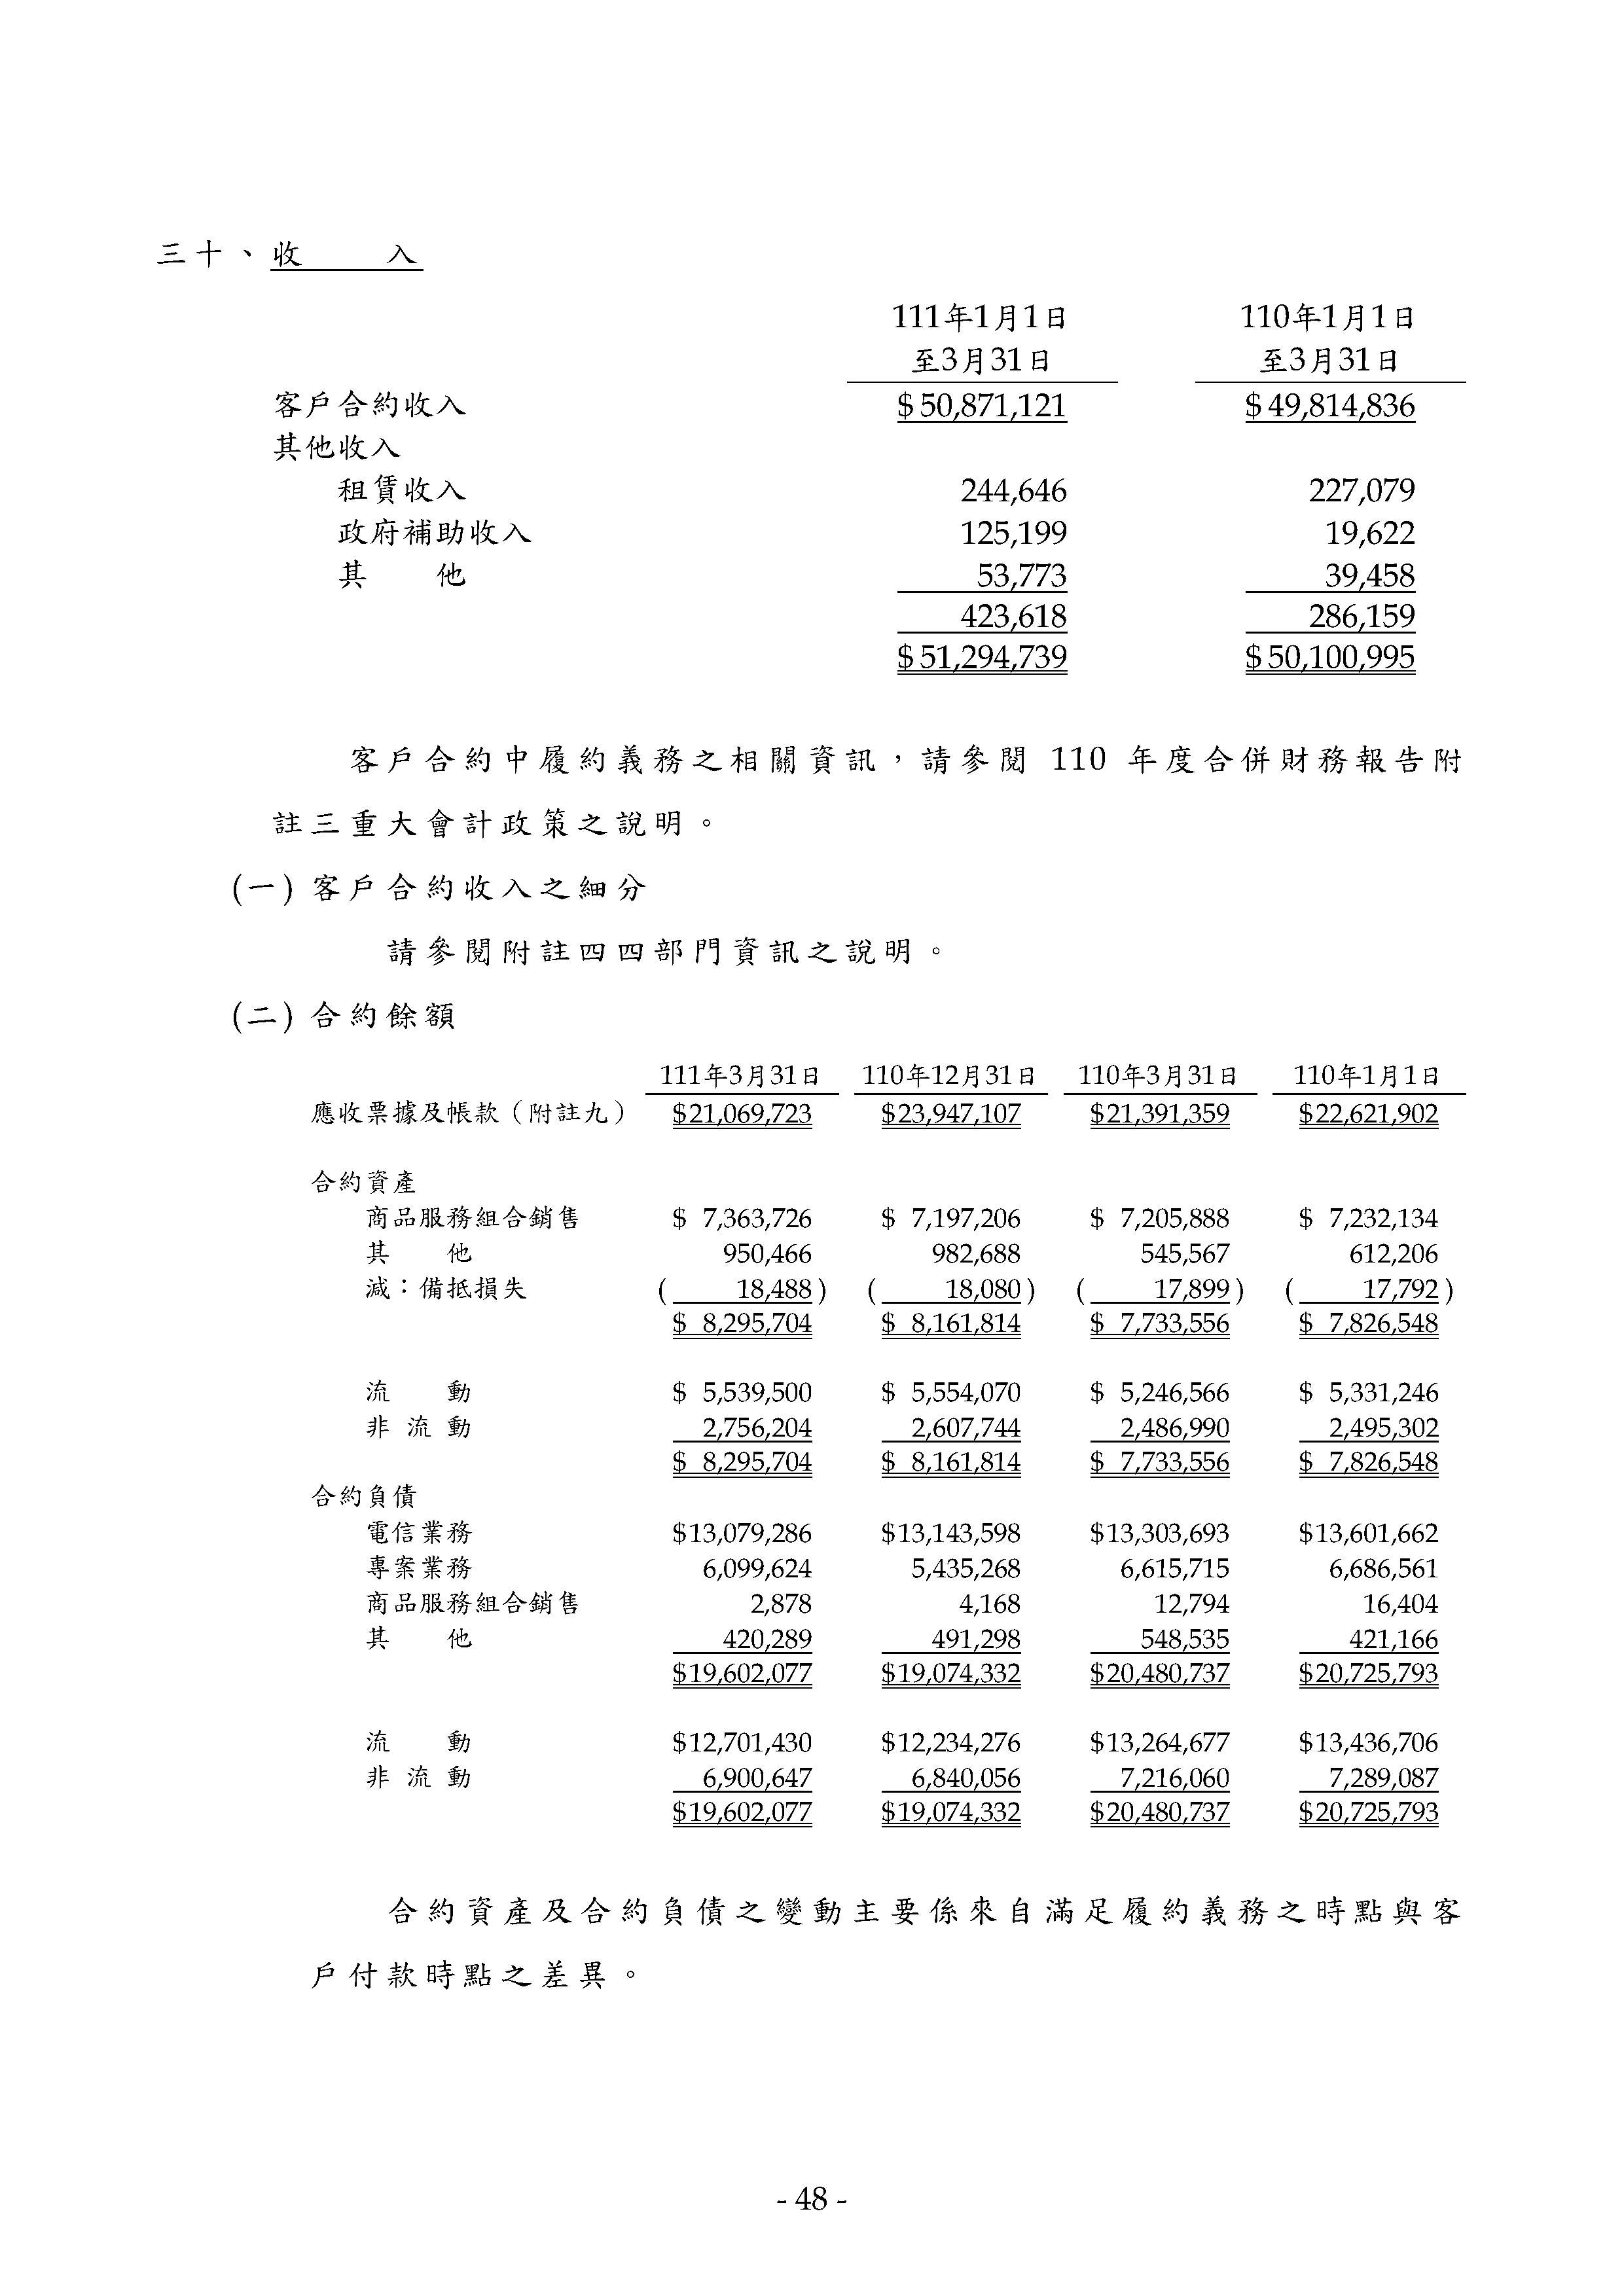 三十、收　　入
111年1月1日 110年1月1日
至3月31日 至3月31日
客戶合約收入 $50,871,121 $49,814,836
其他收入
租賃收入 244,646 227,079
政府補助收入 125,199 19,622
其　　他 53,773 39,458
423,618 286,159
$51,294,739 $50,100,995
客戶合約中履約義務之相關資訊，請參閱 110 年度合併財務報告附
註三重大會計政策之說明。
(一) 客戶合約收入之細分
請參閱附註四四部門資訊之說明。
(二) 合約餘額
111年3月31日 110年12月31日 110年3月31日 110年1月1日
應收票據及帳款（附註九） $21,069,723 $23,947,107 $21,391,359 $22,621,902
合約資產
商品服務組合銷售 $ 7,363,726 $ 7,197,206 $ 7,205,888 $ 7,232,134
其　　他 950,466 982,688 545,567 612,206
減：備抵損失 ( 18,488) ( 18,080) ( 17,899) ( 17,792)
$ 8,295,704 $ 8,161,814 $ 7,733,556 $ 7,826,548
流　　動 $ 5,539,500 $ 5,554,070 $ 5,246,566 $ 5,331,246
非 流 動 2,756,204 2,607,744 2,486,990 2,495,302
$ 8,295,704 $ 8,161,814 $ 7,733,556 $ 7,826,548
合約負債
電信業務 $13,079,286 $13,143,598 $13,303,693 $13,601,662
專案業務 6,099,624 5,435,268 6,615,715 6,686,561
商品服務組合銷售 2,878 4,168 12,794 16,404
其　　他 420,289 491,298 548,535 421,166
$19,602,077 $19,074,332 $20,480,737 $20,725,793
流　　動 $12,701,430 $12,234,276 $13,264,677 $13,436,706
非 流 動 6,900,647 6,840,056 7,216,060 7,289,087
$19,602,077 $19,074,332 $20,480,737 $20,725,793
合約資產及合約負債之變動主要係來自滿足履約義務之時點與客
戶付款時點之差異。
- 48 -